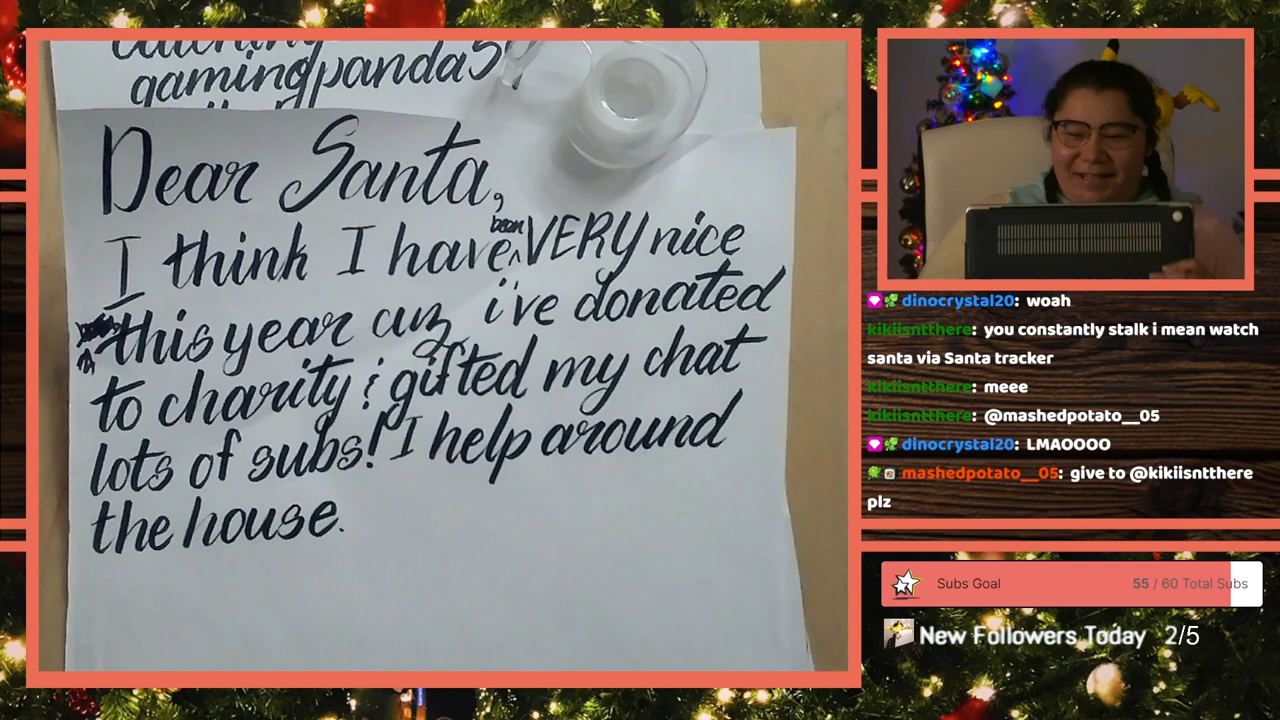 gamingpanda5
Dear Santa,
been
I think I have ^ VERY nice
this year cuz i've donated
to charity & gifted my chat
lots of subs! I help around
the house.
dinocrystal20: woah
kikiisntthere: you constantly stalk i mean watch
santa via Santa tracker
kikiisntthere: meee
kikiisntthere: @mashedpotato__05
dinocrystal20: LMAOOOO
mashedpotato__05: give to @kikiisntthere
plz
Subs Goal 55 / 60 Total Subs
New Followers Today 2/5